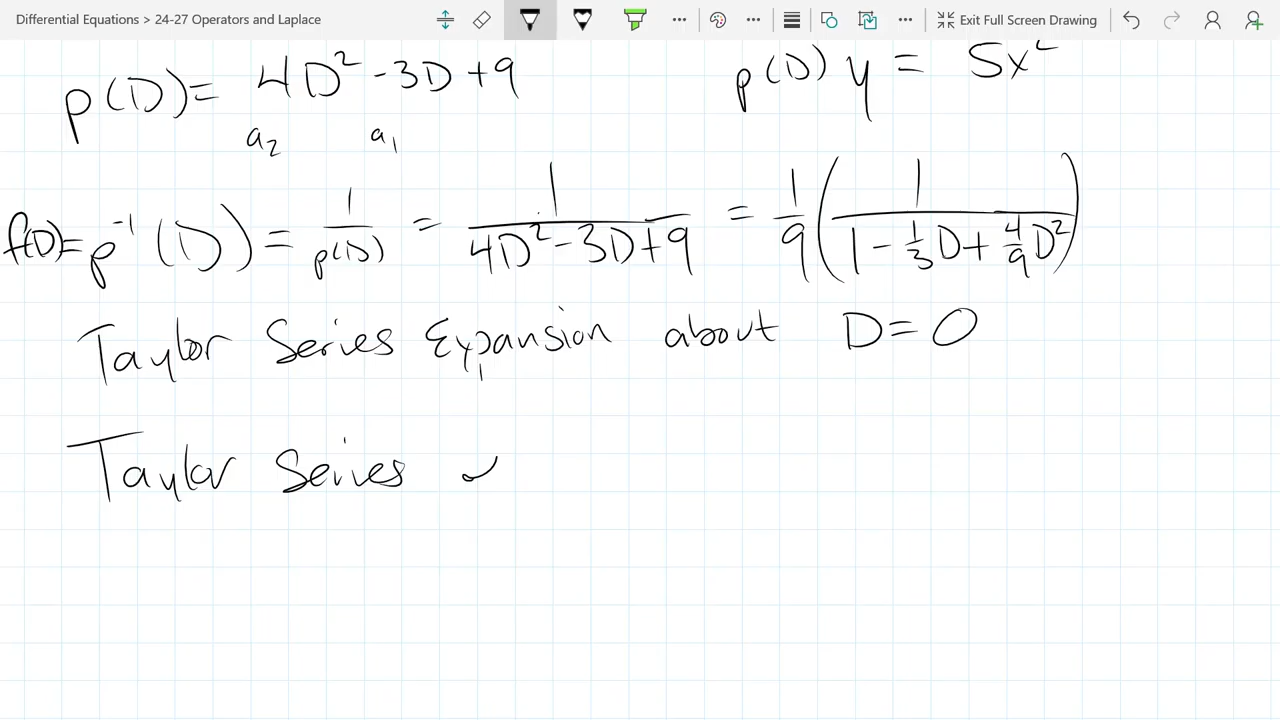 Differential Equations > 24-27 Operators and Laplace
Exit Full Screen Drawing
p(D) = 4D² - 3D + 9
p(D) y = 5x²
a₂ a₁
f(D) = p⁻¹(D) = 1/p(D) = 1/(4D² - 3D + 9) = 1/9 (1/(1 - 1/3 D + 4/9 D²))
Taylor Series Expansion about D = 0
Taylor Series